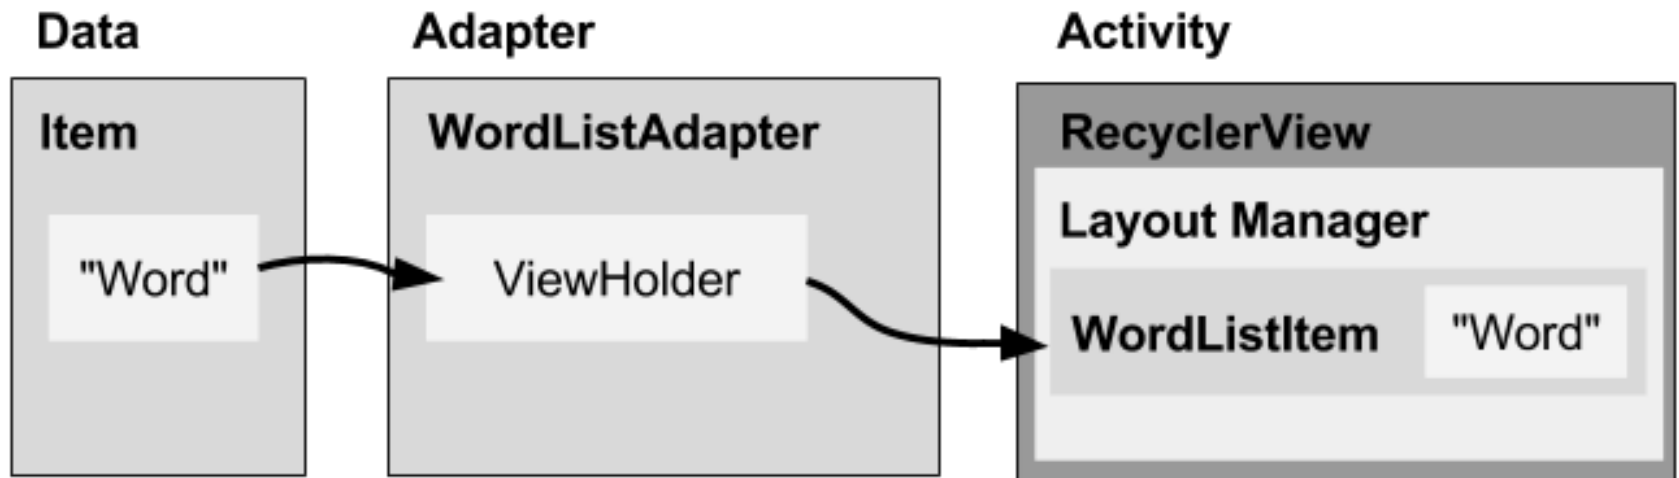 Data
Adapter
Activity
Item
WordListAdapter
RecyclerView
Layout Manager
"Word"
ViewHolder
WordListItem
"Word"